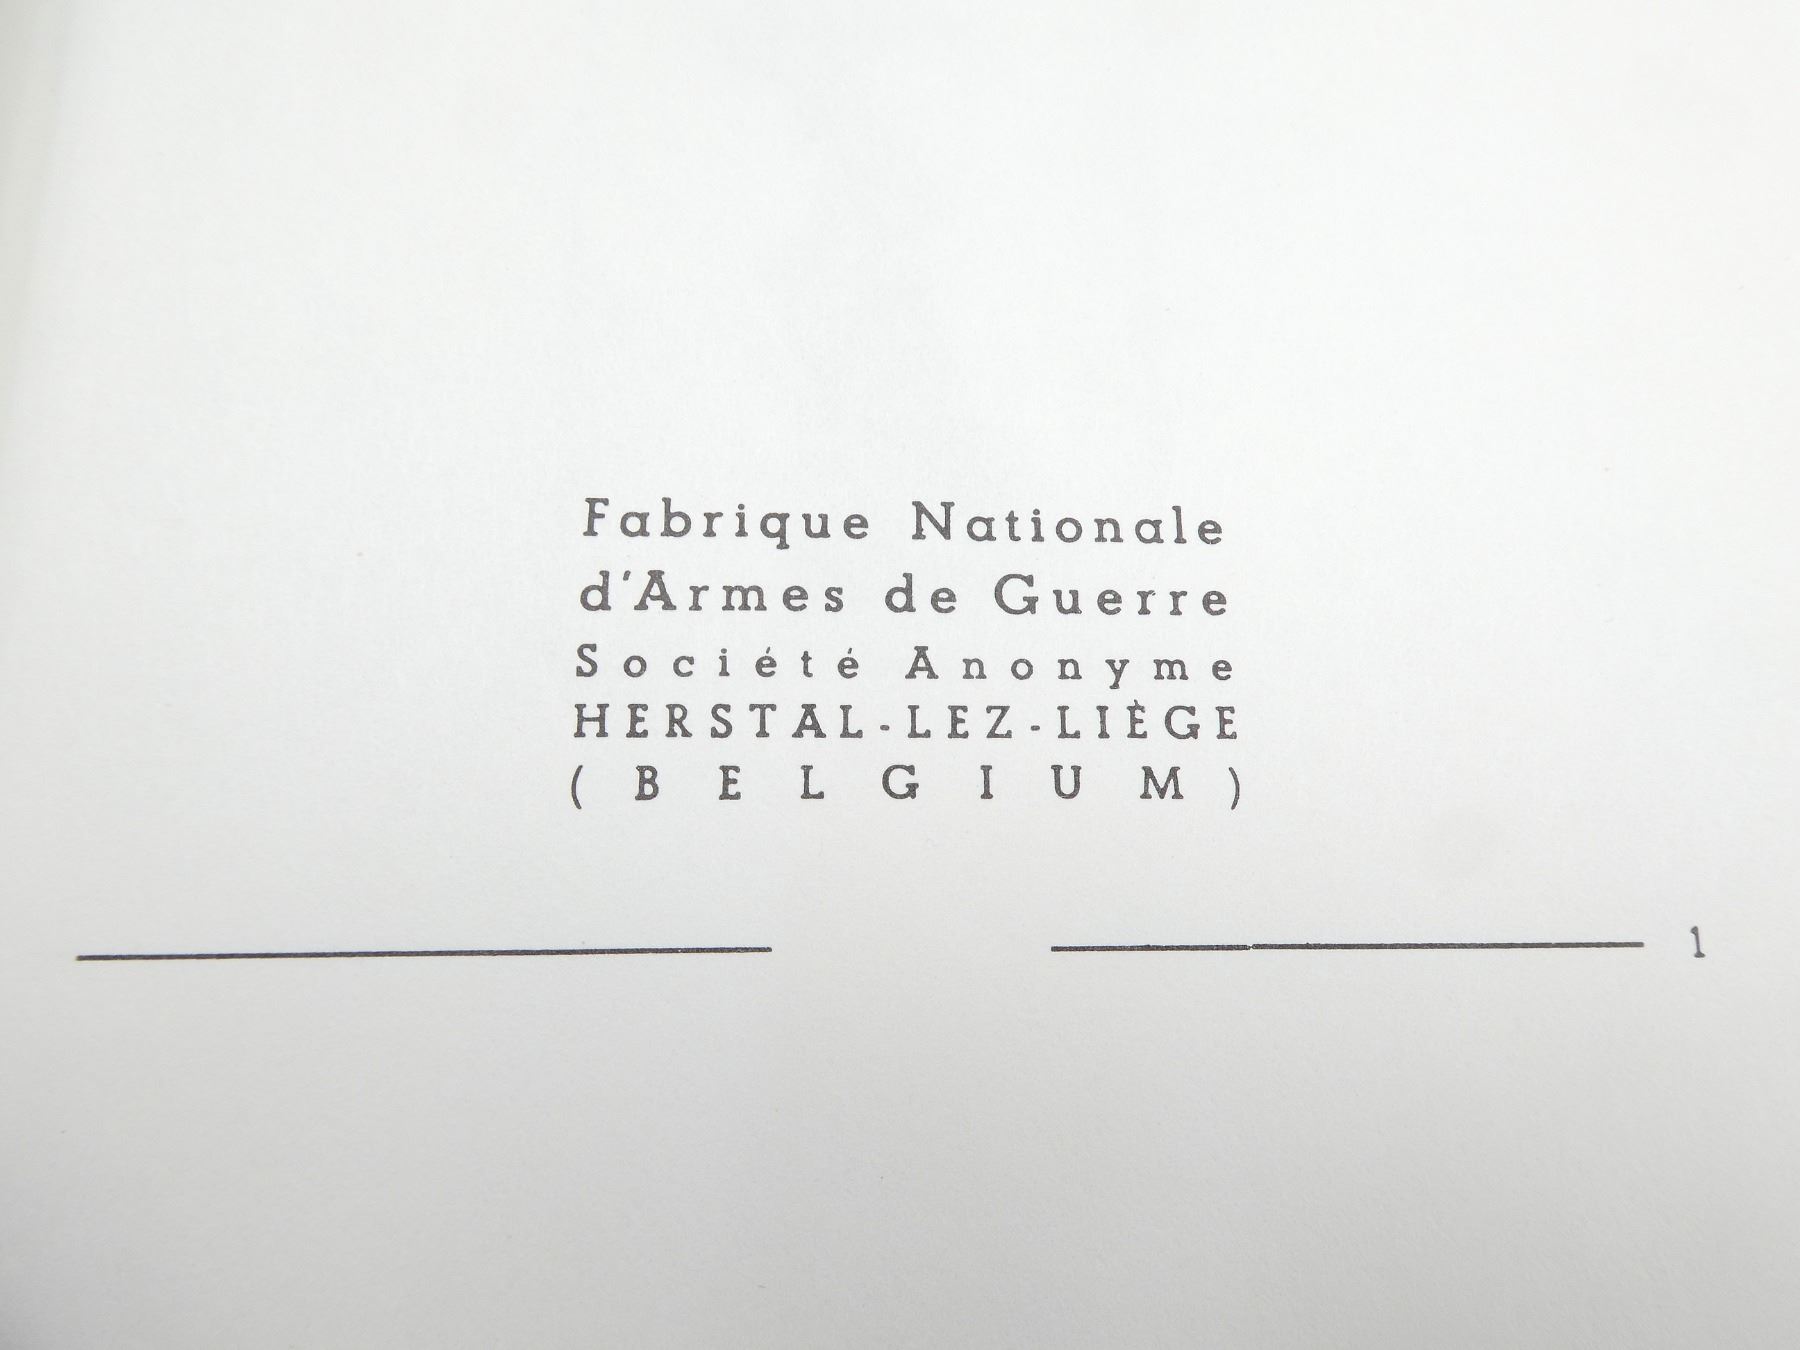 Fabrique Nationale
d'Armes de Guerre
Société Anonyme
HERSTAL-LEZ-LIÈGE
(BELGIUM)
1